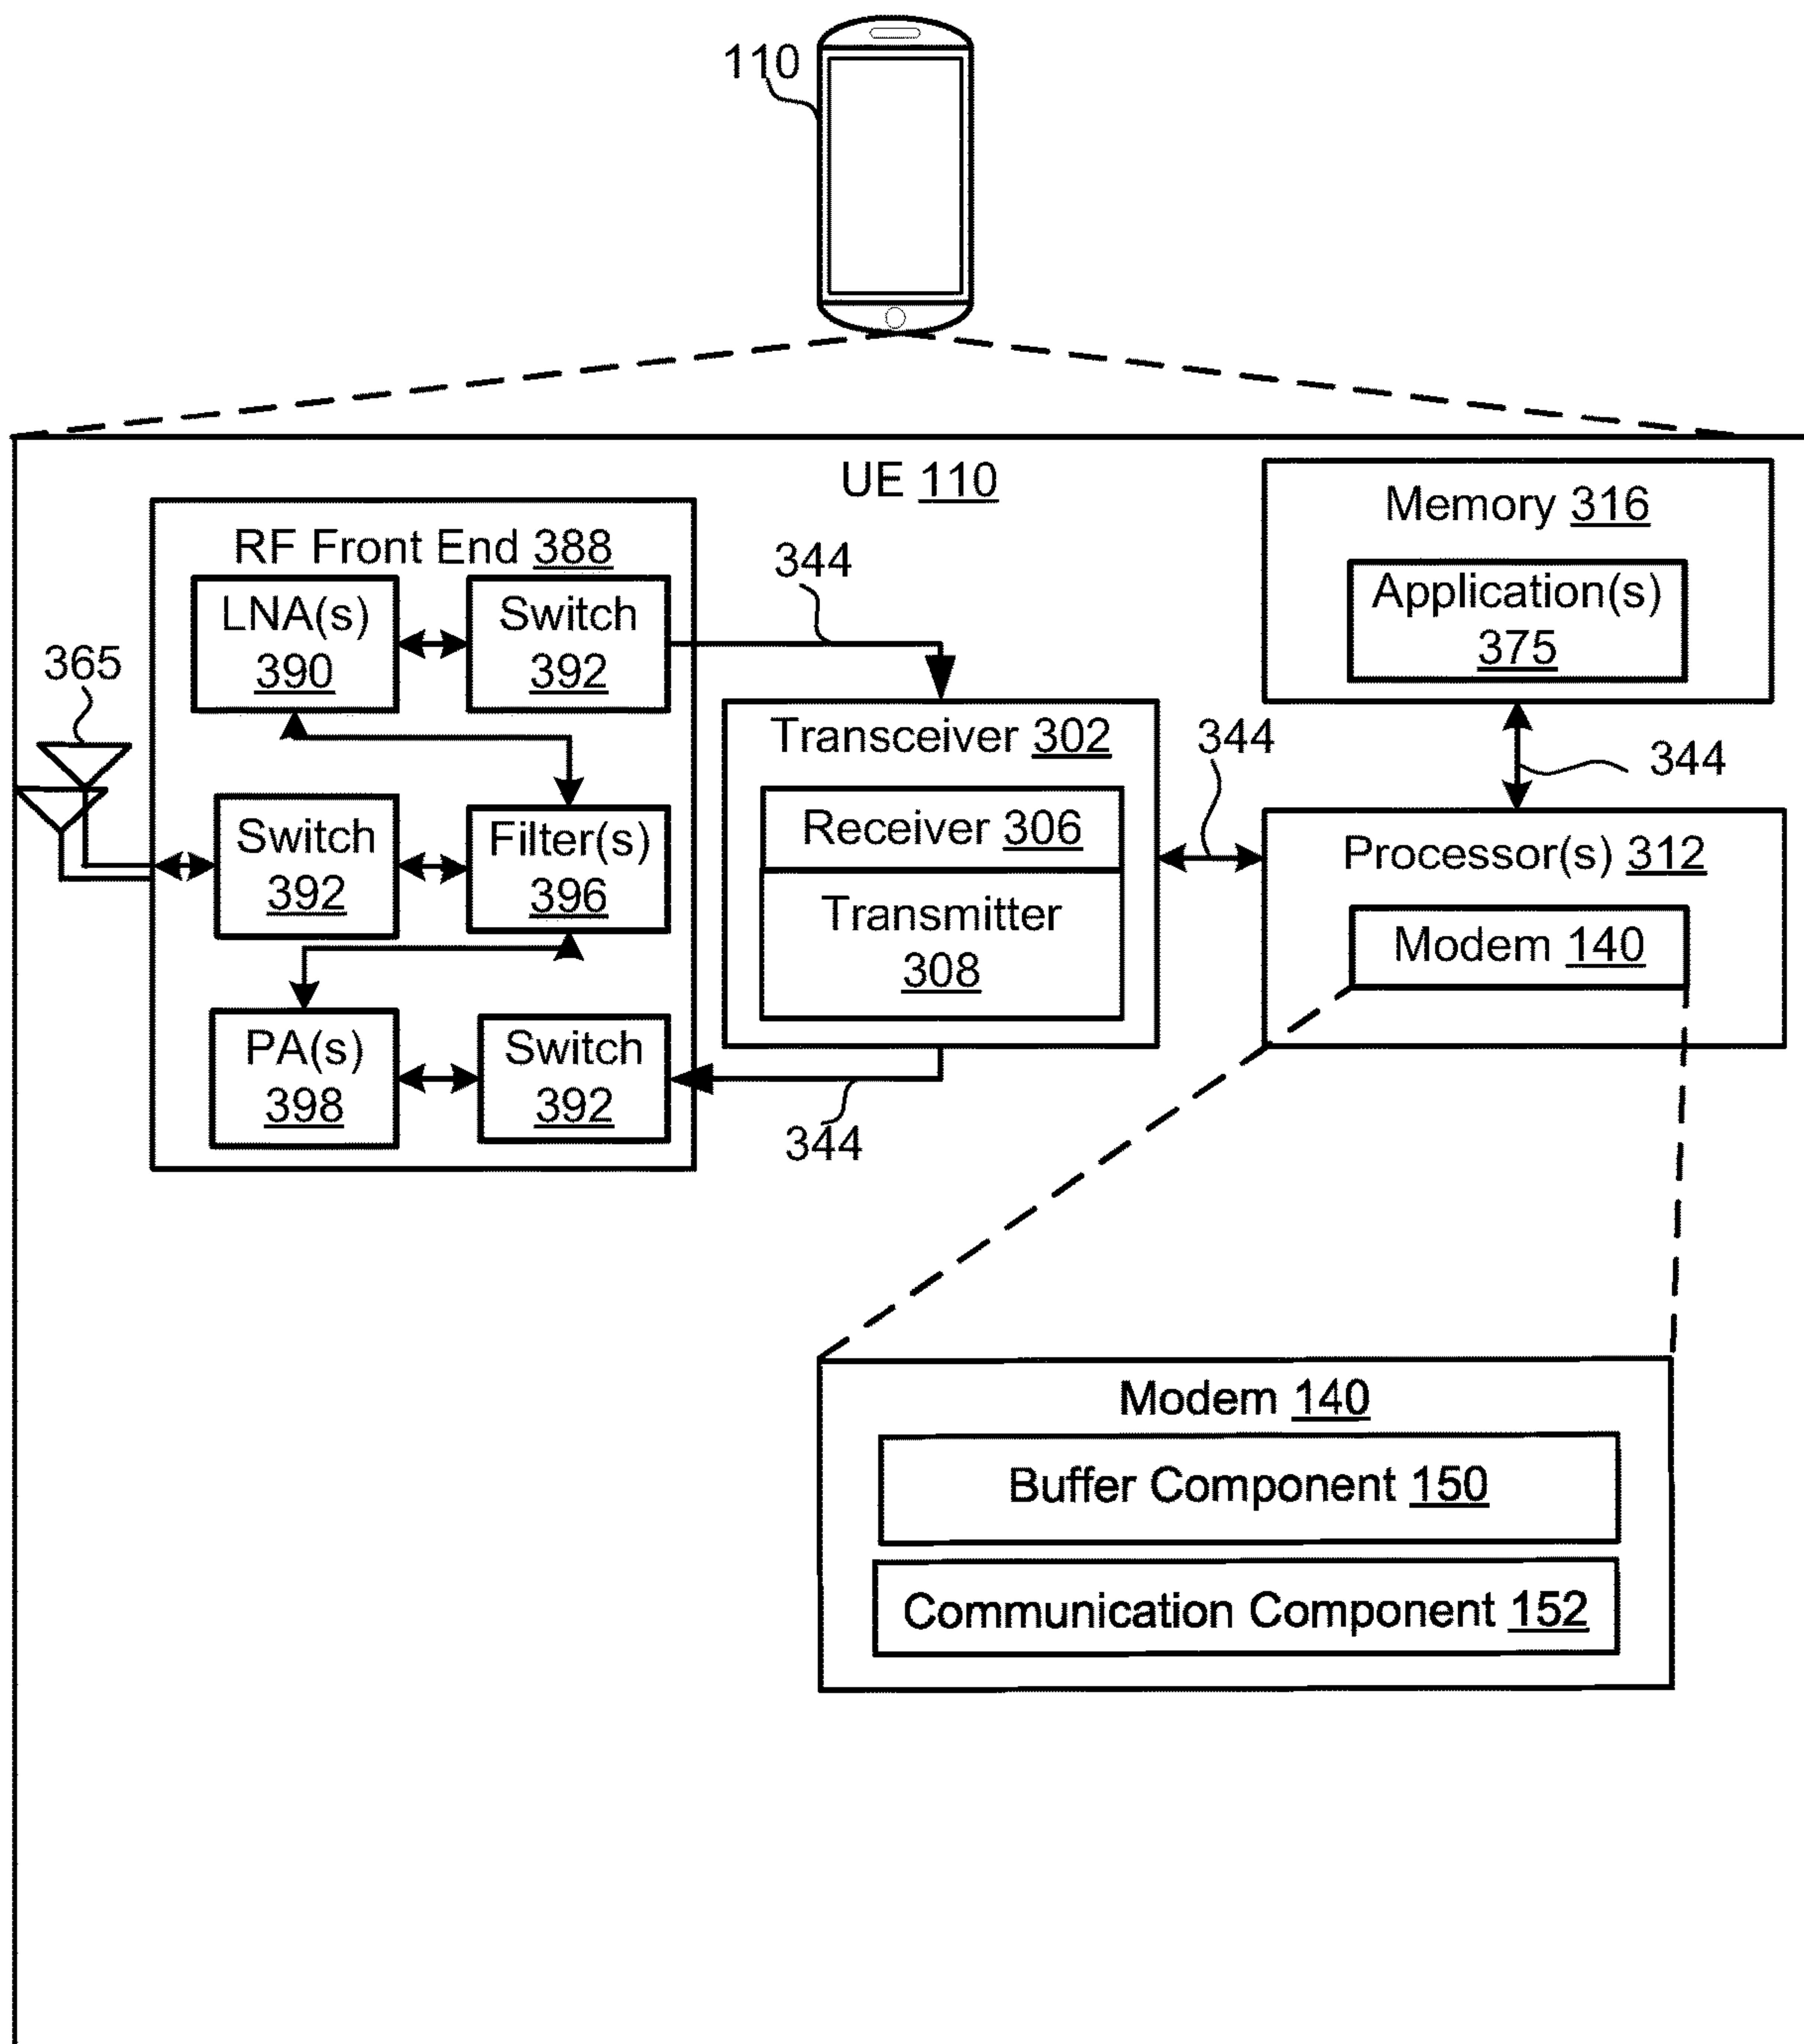 110
UE 110
RF Front End 388
LNA(s)
390
Switch
392
344
365
Switch
392
Filter(s)
396
PA(s)
398
Switch
392
344
Transceiver 302
Receiver 306
Transmitter
308
344
Memory 316
Application(s)
375
344
Processor(s) 312
Modem 140
Modem 140
Buffer Component 150
Communication Component 152